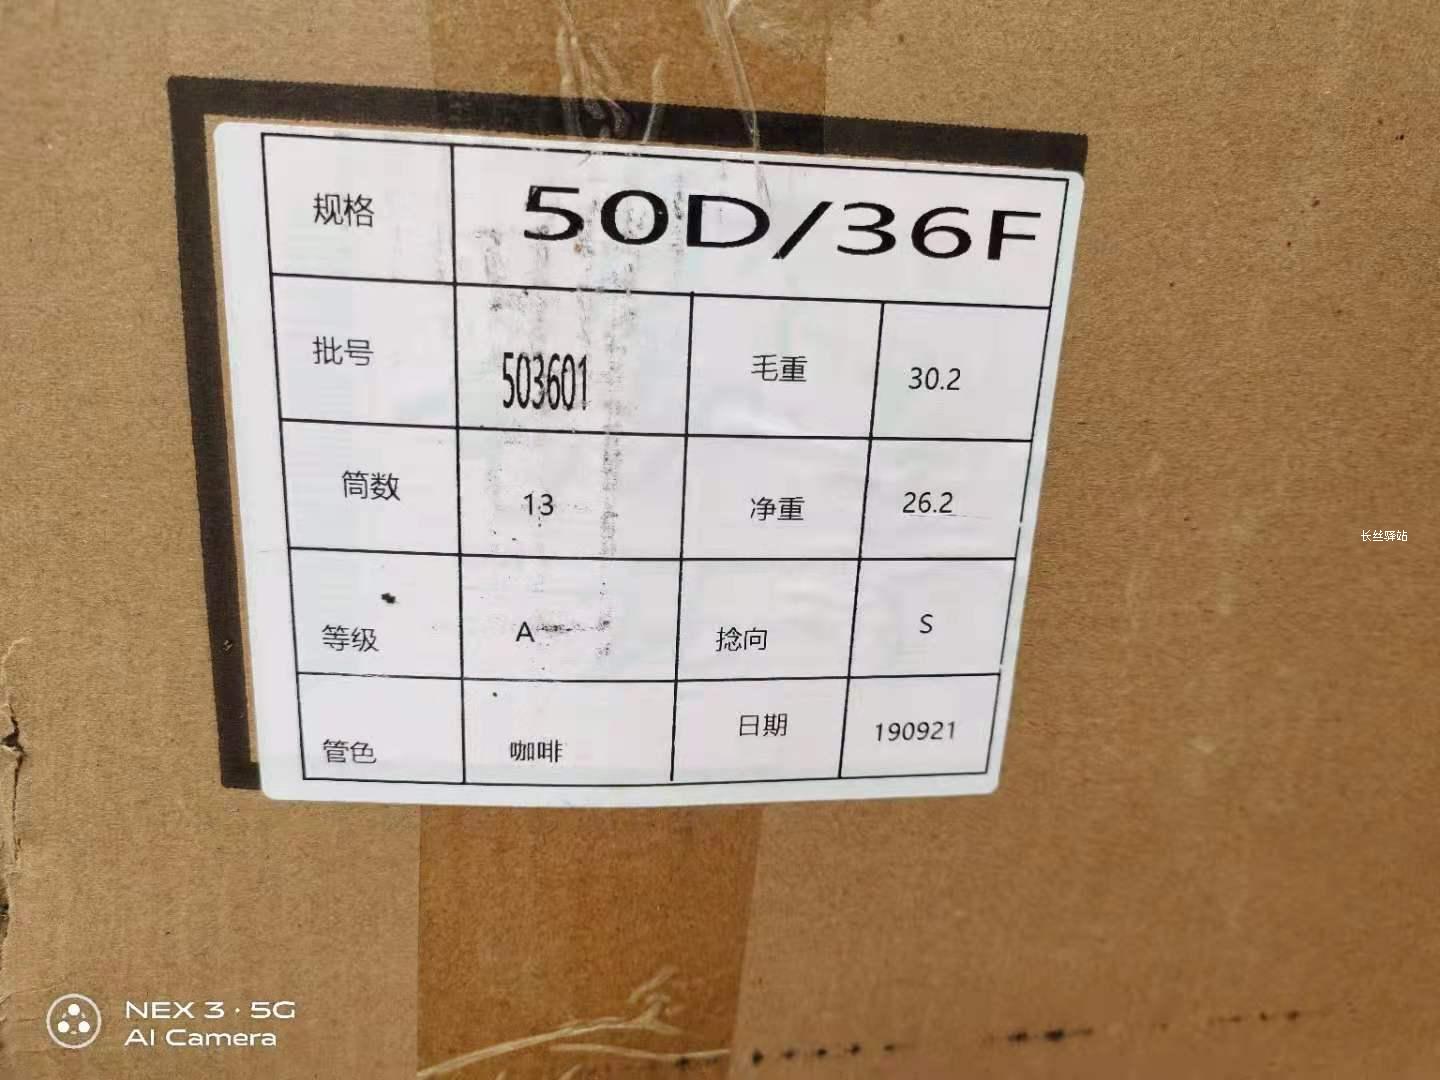 规格 50D/36F
批号 503601 毛重 30.2
筒数 13 净重 26.2
等级 A 捻向 S
管色 咖啡 日期 190921
长丝驿站
NEX 3·5G
AI Camera